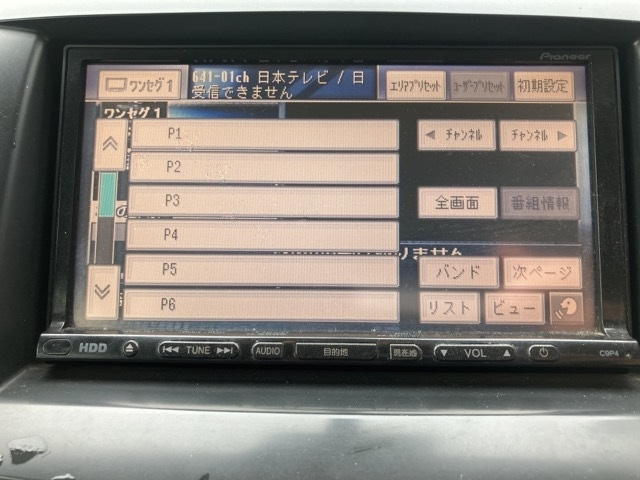 Pioneer
ワンセグ1
641-01ch 日本テレビ / 日
受信できません
エリアプリセット
ユーザープリセット
初期設定
ワンセグ1
P1
◀ チャンネル
チャンネル ▶
P2
P3
全画面
番組情報
P4
りません
P5
バンド
次ページ
P6
リスト
ビュー
HDD
TUNE
AUDIO
目的地
現在地
▼ VOL ▲
C9P4